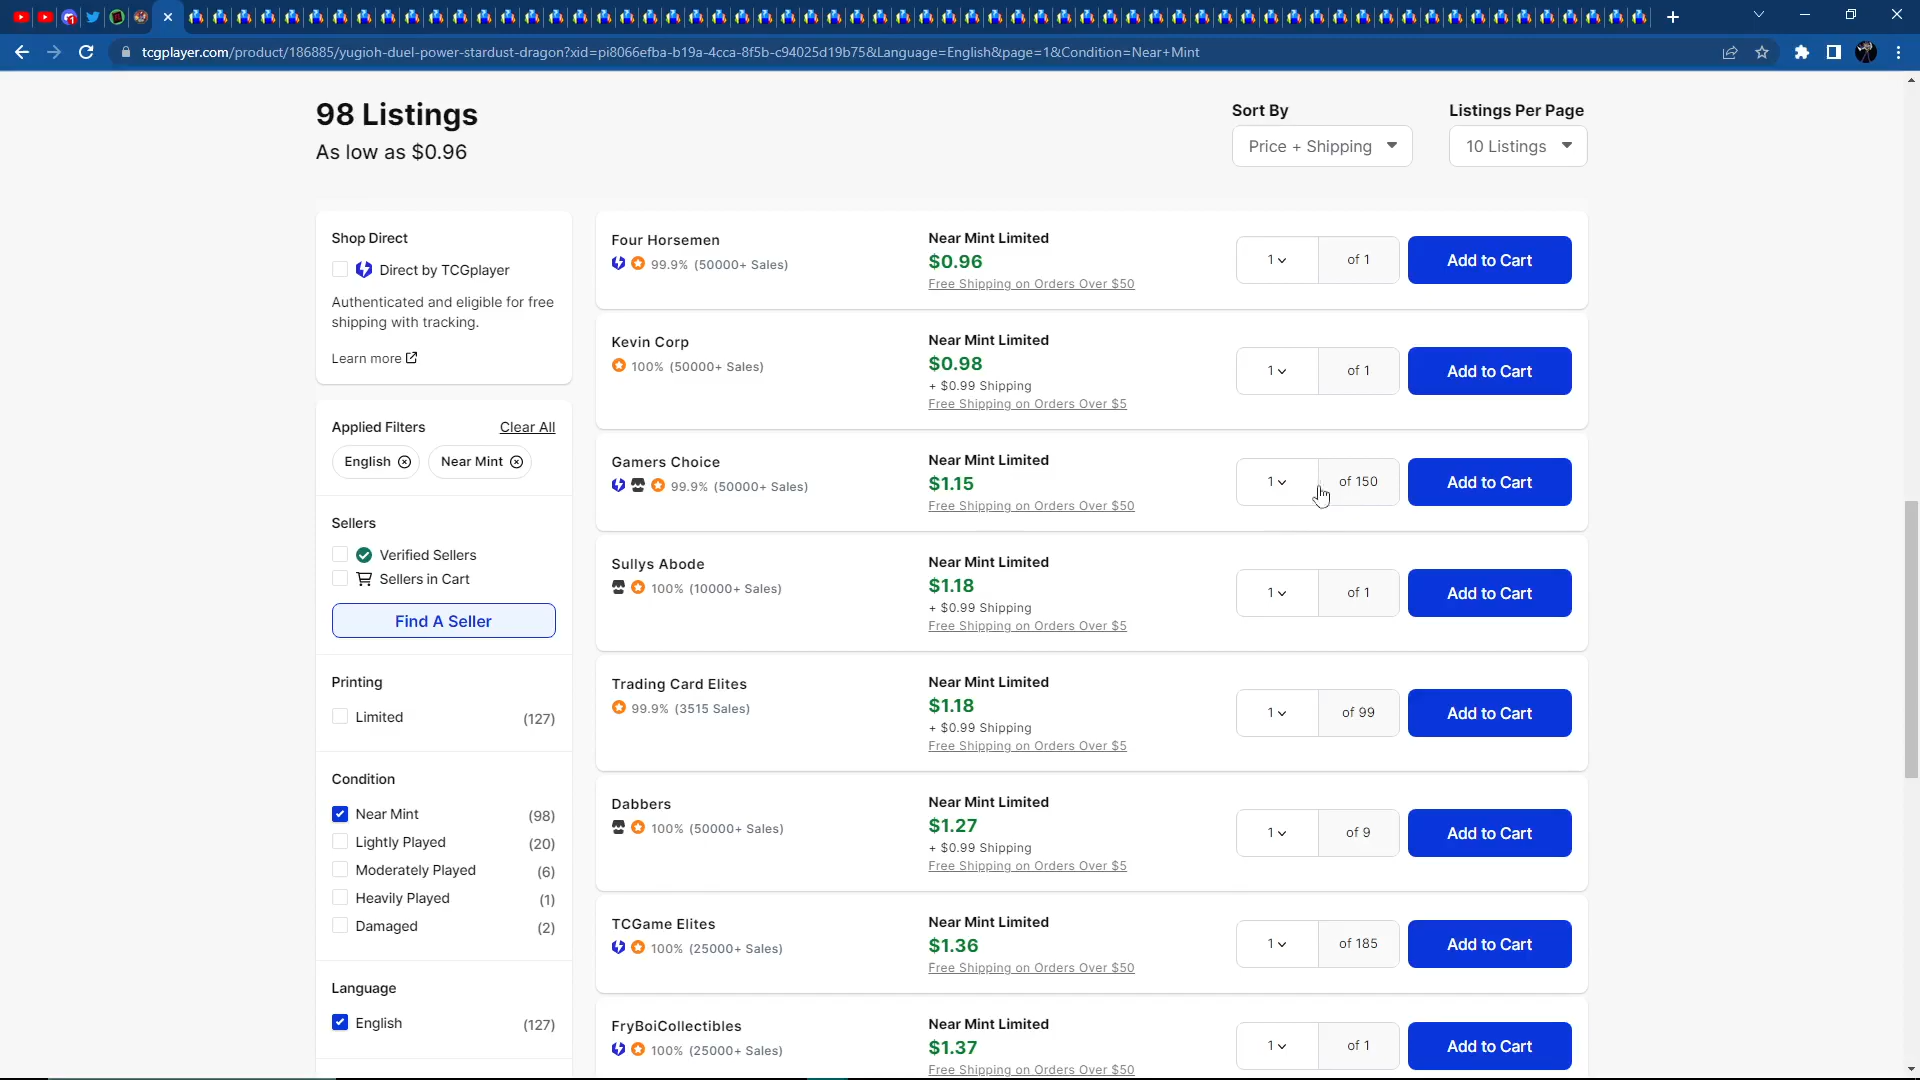 tcgplayer.com/product/186885/yugioh-duel-power-stardust-dragon?xid=pi8066efba-b19a-4cca-8f5b-c94025d19b75&Language=English&page=1&Condition=Near+Mint
98 Listings
As low as $0.96
Sort By
Price + Shipping
Listings Per Page
10 Listings
Shop Direct
Direct by TCGplayer
Authenticated and eligible for free
shipping with tracking.
Learn more
Applied Filters
Clear All
English
Near Mint
Sellers
Verified Sellers
Sellers in Cart
Find A Seller
Printing
Limited (127)
Condition
Near Mint (98)
Lightly Played (20)
Moderately Played (6)
Heavily Played (1)
Damaged (2)
Language
English (127)
Four Horsemen
99.9% (50000+ Sales)
Near Mint Limited
$0.96
Free Shipping on Orders Over $50
1 of 1
Add to Cart
Kevin Corp
100% (50000+ Sales)
Near Mint Limited
$0.98
+ $0.99 Shipping
Free Shipping on Orders Over $5
1 of 1
Add to Cart
Gamers Choice
99.9% (50000+ Sales)
Near Mint Limited
$1.15
Free Shipping on Orders Over $50
1 of 150
Add to Cart
Sullys Abode
100% (10000+ Sales)
Near Mint Limited
$1.18
+ $0.99 Shipping
Free Shipping on Orders Over $5
1 of 1
Add to Cart
Trading Card Elites
99.9% (3515 Sales)
Near Mint Limited
$1.18
+ $0.99 Shipping
Free Shipping on Orders Over $5
1 of 99
Add to Cart
Dabbers
100% (50000+ Sales)
Near Mint Limited
$1.27
+ $0.99 Shipping
Free Shipping on Orders Over $5
1 of 9
Add to Cart
TCGame Elites
100% (25000+ Sales)
Near Mint Limited
$1.36
Free Shipping on Orders Over $50
1 of 185
Add to Cart
FryBoiCollectibles
100% (25000+ Sales)
Near Mint Limited
$1.37
Free Shipping on Orders Over $50
1 of 1
Add to Cart